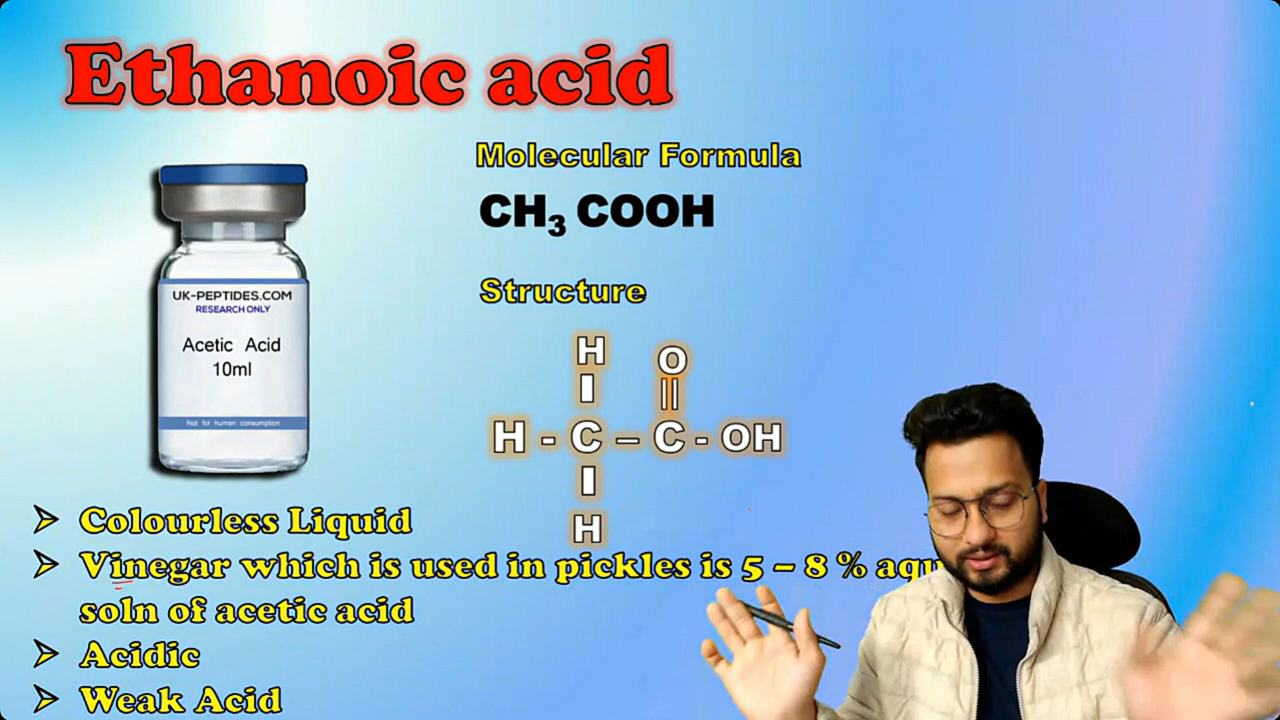 Ethanoic acid
Molecular Formula
CH₃ COOH
Structure
UK-PEPTIDES.COM
RESEARCH ONLY
Acetic Acid
10ml
Not for human consumption
H O
H - C – C - OH
H
Colourless Liquid
Vinegar which is used in pickles is 5 – 8 %
soln of acetic acid
Acidic
Weak Acid